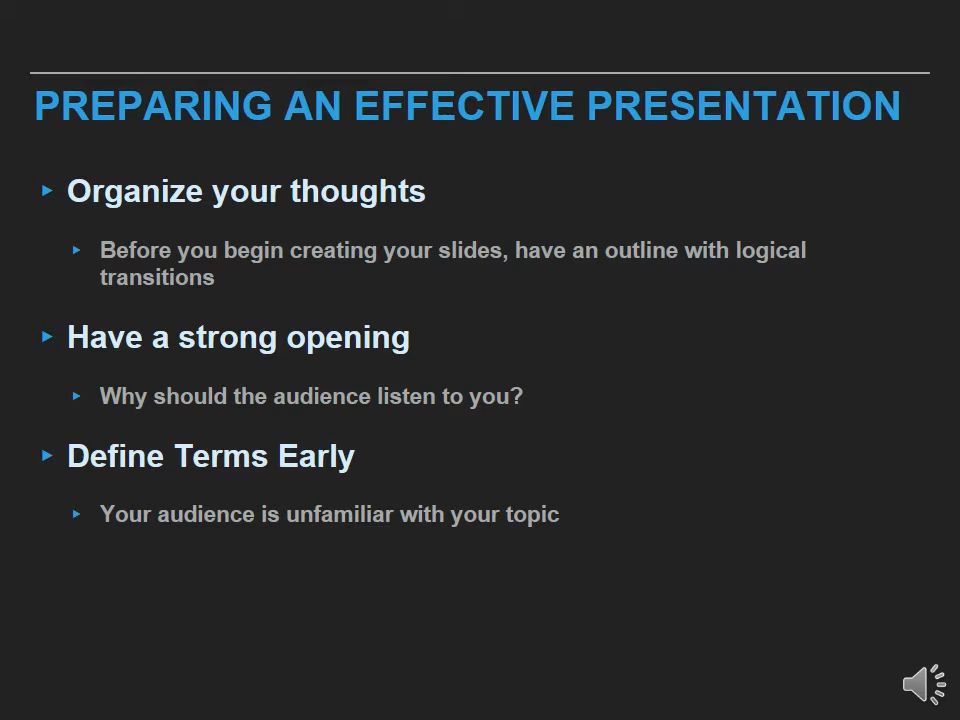 PREPARING AN EFFECTIVE PRESENTATION
Organize your thoughts
Before you begin creating your slides, have an outline with logical
transitions
Have a strong opening
Why should the audience listen to you?
Define Terms Early
Your audience is unfamiliar with your topic